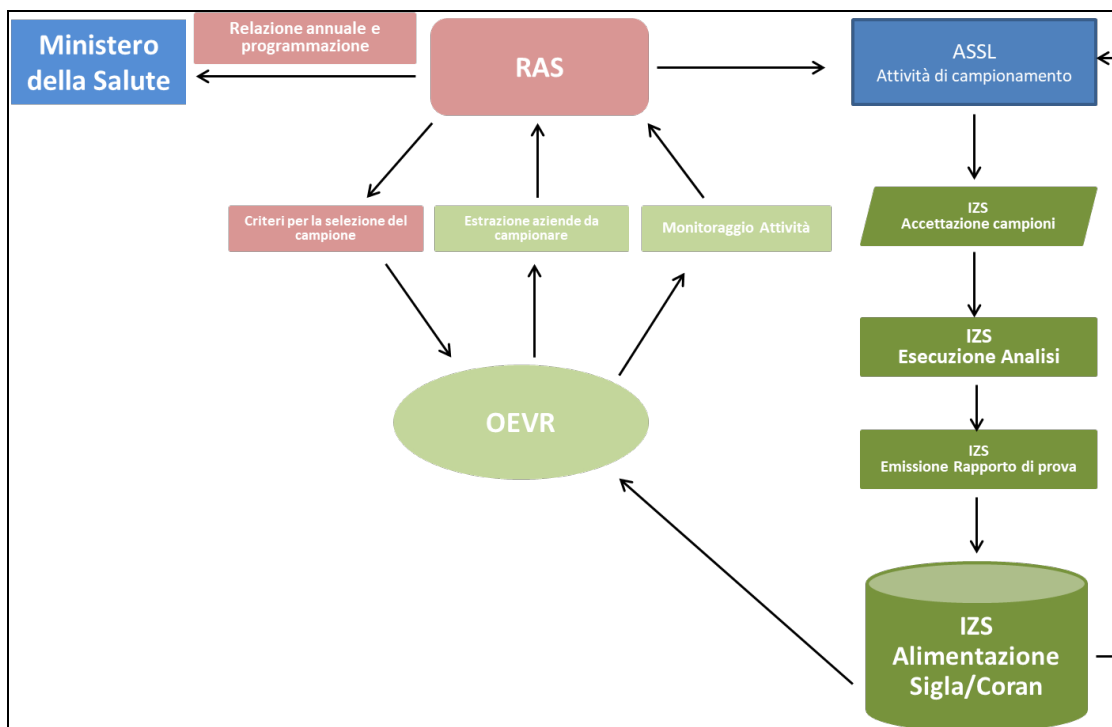 Ministero
della Salute
Relazione annuale e
programmazione
RAS
ASSL
Attività di campionamento
Criteri per la selezione del
campione
Estrazione aziende da
campionare
Monitoraggio Attività
IZS
Accettazione campioni
IZS
Esecuzione Analisi
OEVR
IZS
Emissione Rapporto di prova
IZS
Alimentazione
Sigla/Coran